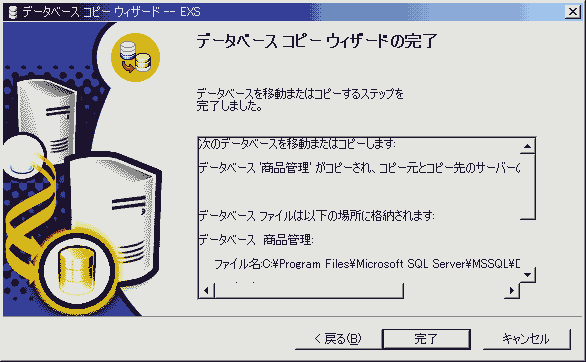 データベース コピー ウィザード -- EXS
データベース コピー ウィザードの完了
データベースを移動またはコピーするステップを
完了しました。
次のデータベースを移動またはコピーします:
データベース '商品管理' がコピーされ、コピー元とコピー先のサーバーの
データベース ファイルは以下の場所に格納されます:
データベース 商品管理:
ファイル名:C:¥Program Files¥Microsoft SQL Server¥MSSQL¥D
< 戻る(B)
完了
キャンセル